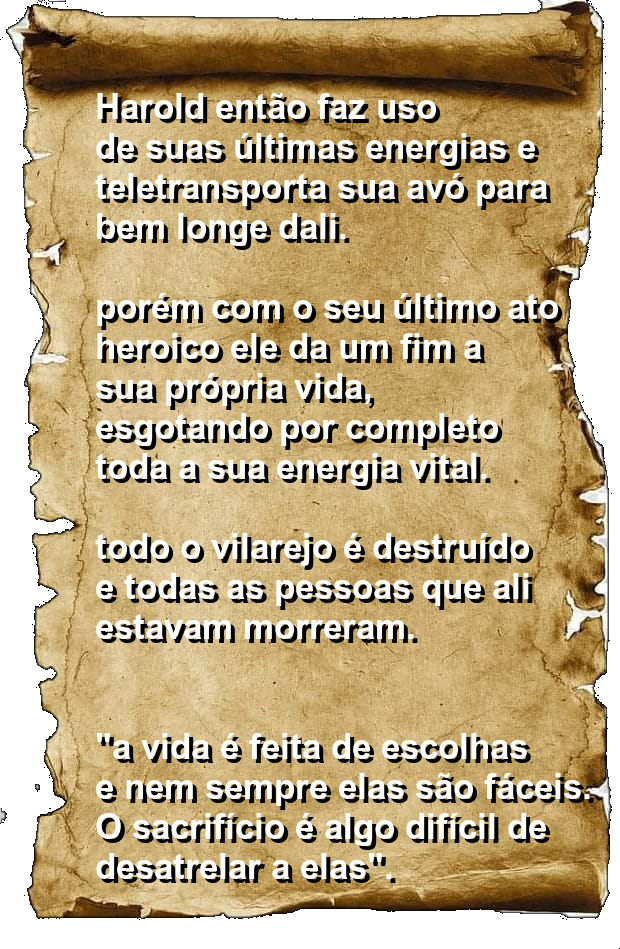 Harold então faz uso
de suas últimas energias e
teletransporta sua avó para
bem longe dali.
porém com o seu último ato
heroico ele da um fim a
sua própria vida,
esgotando por completo
toda a sua energia vital.
todo o vilarejo é destruído
e todas as pessoas que ali
estavam morreram.
"a vida é feita de escolhas
e nem sempre elas são fáceis.
O sacrifício é algo difícil de
desatrelar a elas".